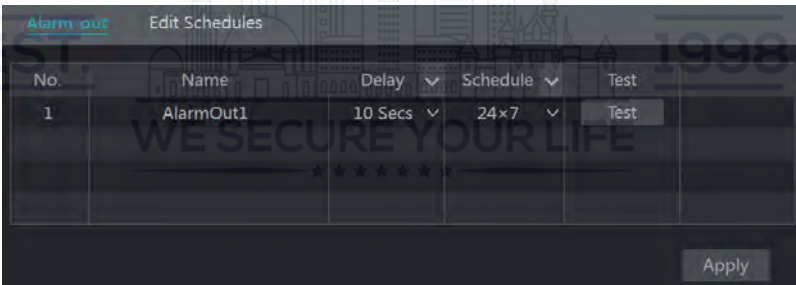 Alarm out Edit Schedules
EST. 1998
No. Name Delay Schedule Test
1 AlarmOut1 10 Secs 24×7 Test
WE SECURE YOUR LIFE
Apply